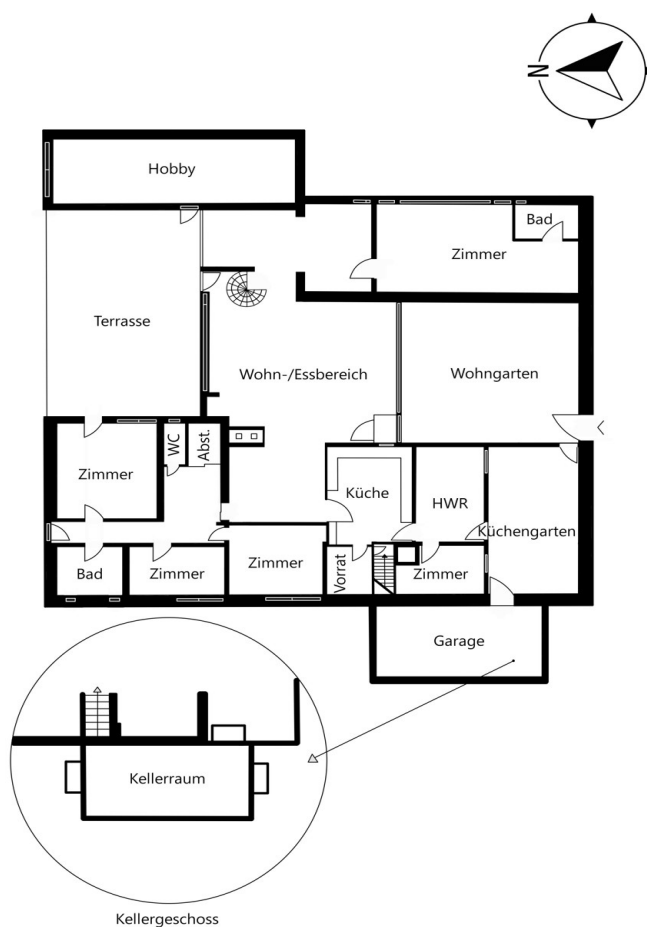 N
Hobby
Bad
Zimmer
Terrasse
Wohn-/Essbereich
Wohngarten
WC
Abst.
Zimmer
Küche
HWR
Küchengarten
Bad
Zimmer
Zimmer
Vorrat
Zimmer
Garage
Kellerraum
Kellergeschoss